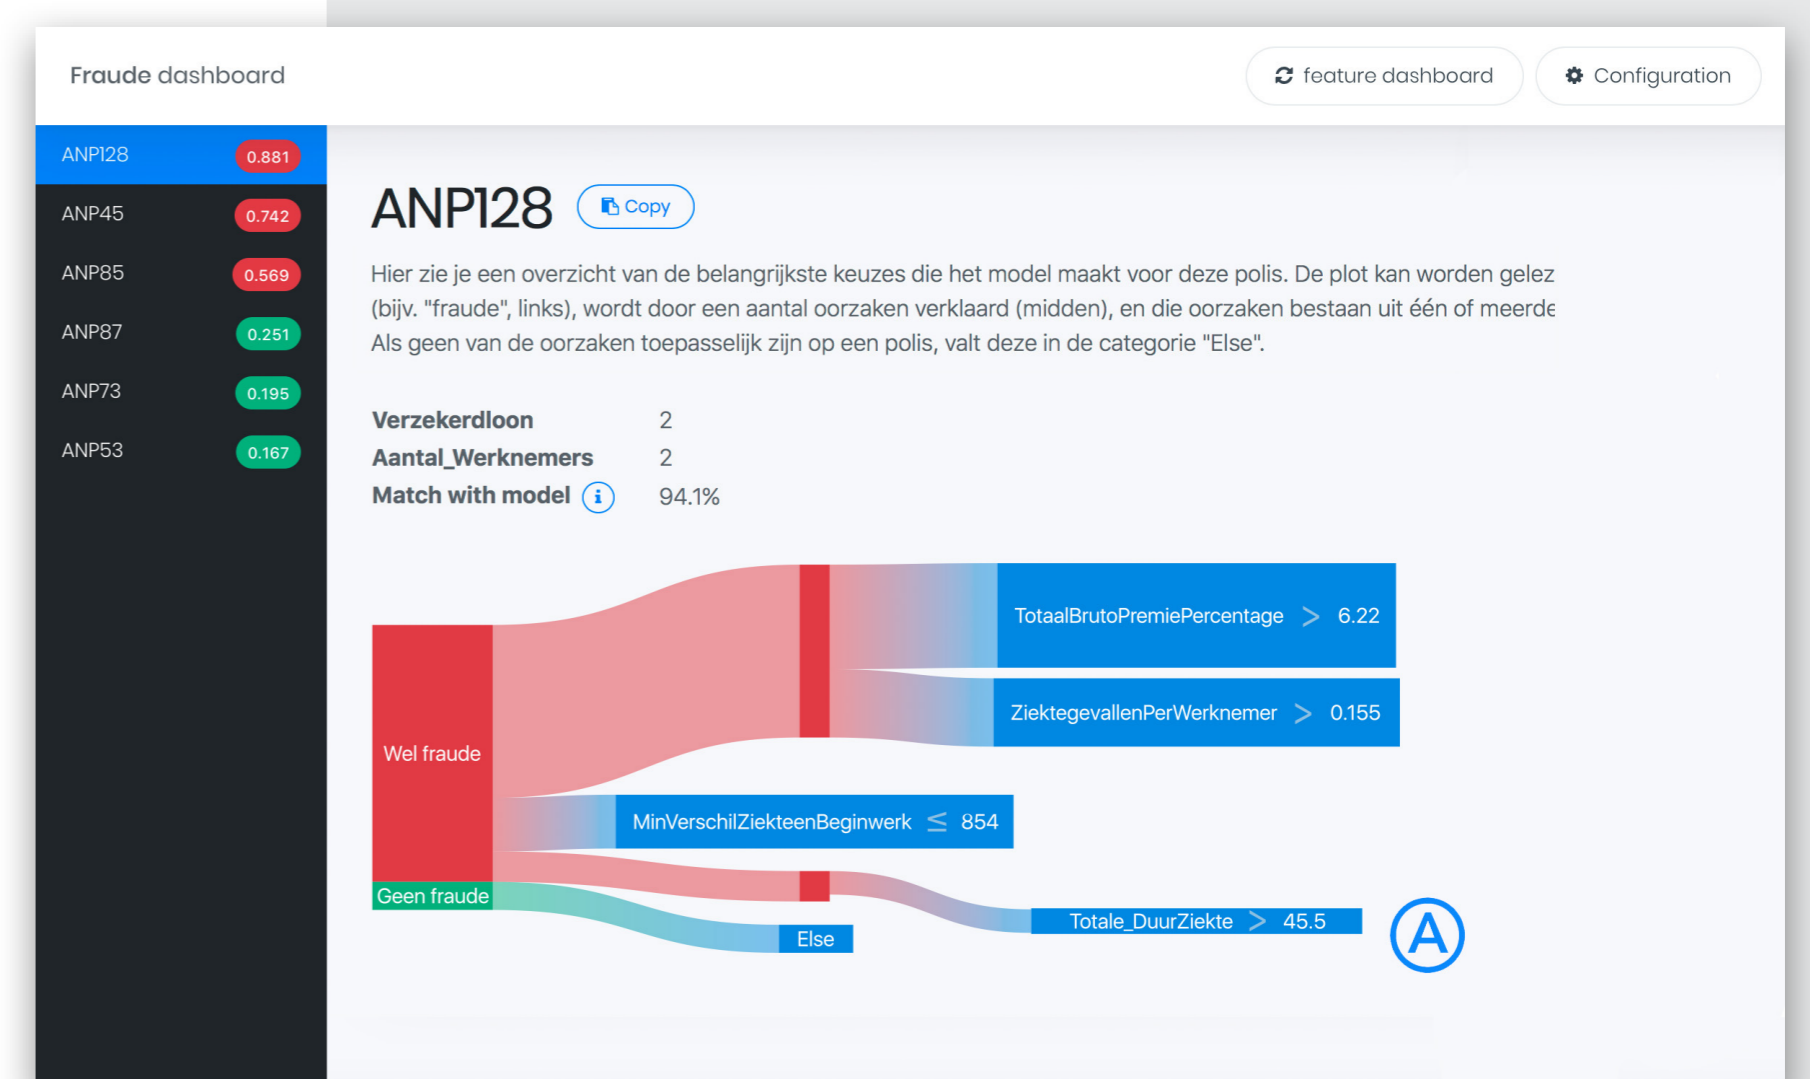 Fraude dashboard
feature dashboard
Configuration
ANP128 0.881
ANP45 0.742
ANP85 0.569
ANP87 0.251
ANP73 0.195
ANP53 0.167
ANP128
Copy
Hier zie je een overzicht van de belangrijkste keuzes die het model maakt voor deze polis. De plot kan worden gelez
(bijv. "fraude", links), wordt door een aantal oorzaken verklaard (midden), en die oorzaken bestaan uit één of meerde
Als geen van de oorzaken toepasselijk zijn op een polis, valt deze in de categorie "Else".
Verzekerdloon 2
Aantal_Werknemers 2
Match with model i 94.1%
TotaalBrutoPremiePercentage > 6.22
ZiektegevallenPerWerknemer > 0.155
Wel fraude
MinVerschilZiekteenBeginwerk ≤ 854
Geen fraude
Totale_DuurZiekte > 45.5
Else
A